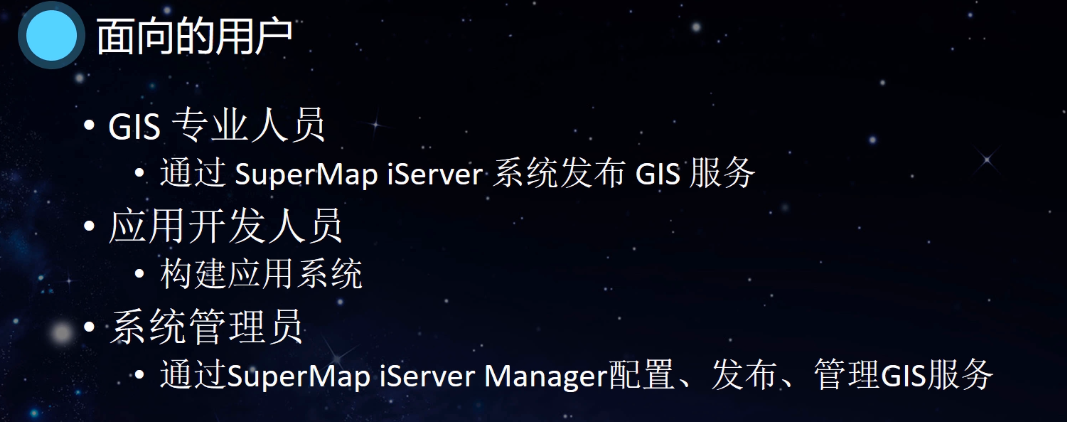 面向的用户
• GIS 专业人员
• 通过 SuperMap iServer 系统发布 GIS 服务
• 应用开发人员
• 构建应用系统
• 系统管理员
• 通过SuperMap iServer Manager配置、发布、管理GIS服务